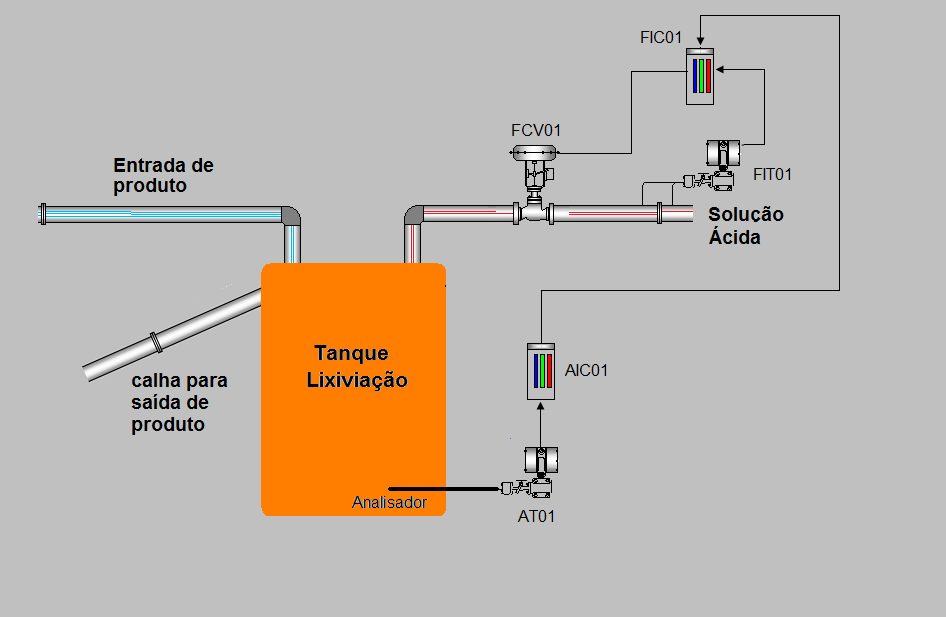 FIC01
FCV01
Entrada de
produto
FIT01
Solução
Ácida
Tanque
Lixiviação
AIC01
calha para
saída de
produto
Analisador
AT01